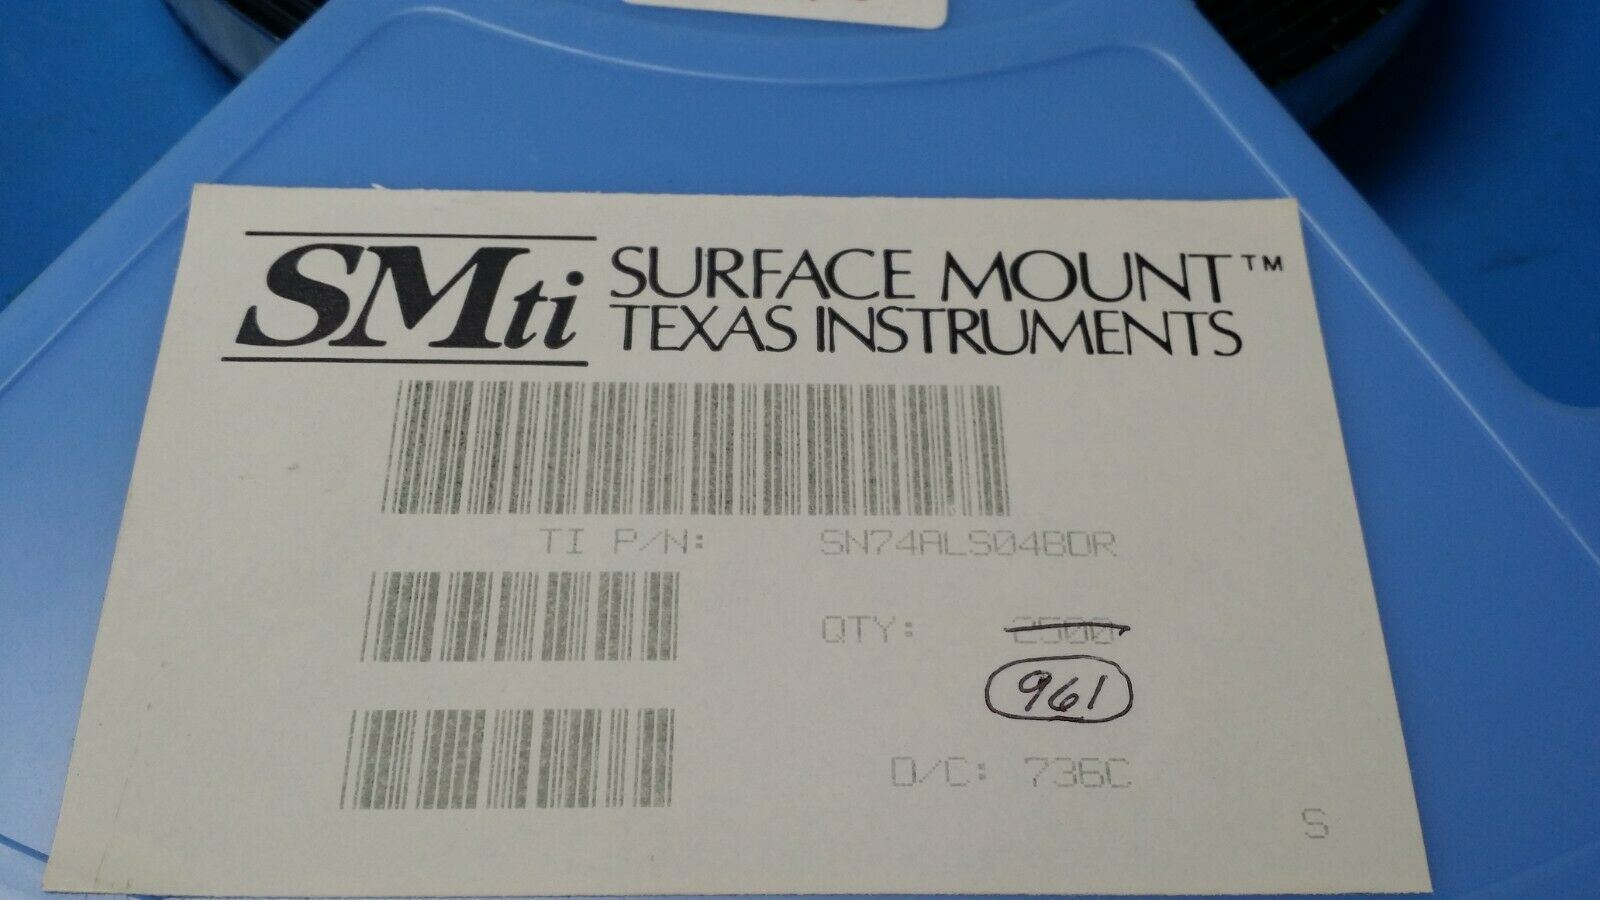 SMti SURFACE MOUNT™
TEXAS INSTRUMENTS
TI P/N: SN74ALS04BDR
QTY: 2500
961
D/C: 736C
S